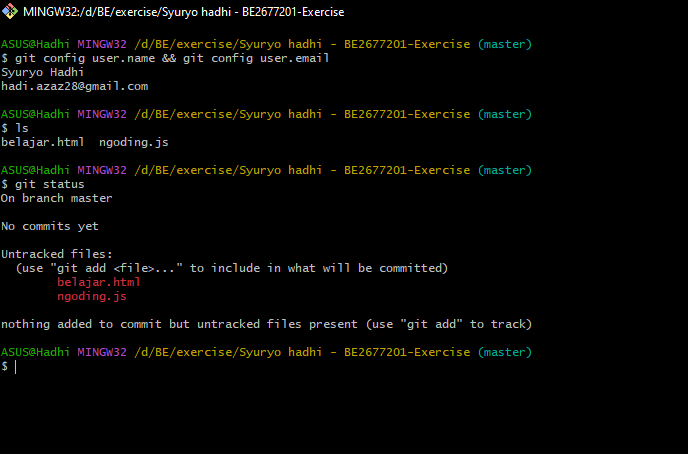 MINGW32:/d/BE/exercise/Syuryo hadhi - BE2677201-Exercise
ASUS@Hadhi MINGW32 /d/BE/exercise/Syuryo hadhi - BE2677201-Exercise (master)
$ git config user.name && git config user.email
Syuryo Hadhi
hadi.azaz28@gmail.com
ASUS@Hadhi MINGW32 /d/BE/exercise/Syuryo hadhi - BE2677201-Exercise (master)
$ ls
belajar.html  ngoding.js
ASUS@Hadhi MINGW32 /d/BE/exercise/Syuryo hadhi - BE2677201-Exercise (master)
$ git status
On branch master
No commits yet
Untracked files:
  (use "git add <file>..." to include in what will be committed)
        belajar.html
        ngoding.js
nothing added to commit but untracked files present (use "git add" to track)
ASUS@Hadhi MINGW32 /d/BE/exercise/Syuryo hadhi - BE2677201-Exercise (master)
$